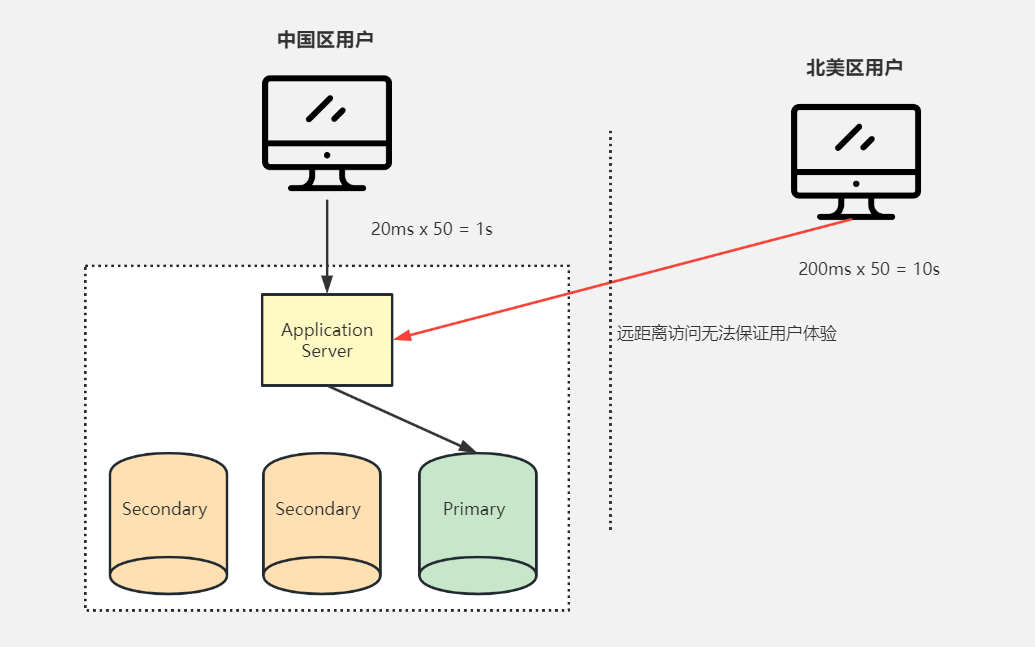 中国区用户
北美区用户
20ms x 50 = 1s
200ms x 50 = 10s
Application
Server
远距离访问无法保证用户体验
Secondary
Secondary
Primary